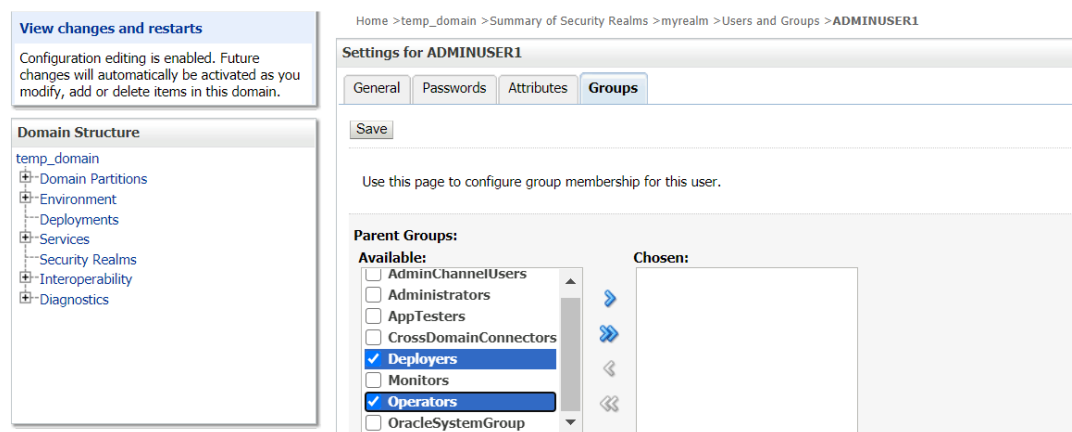 View changes and restarts
Configuration editing is enabled. Future
changes will automatically be activated as you
modify, add or delete items in this domain.
Domain Structure
temp_domain
Domain Partitions
Environment
Deployments
Services
Security Realms
Interoperability
Diagnostics
Home >temp_domain >Summary of Security Realms >myrealm >Users and Groups >ADMINUSER1
Settings for ADMINUSER1
General Passwords Attributes Groups
Save
Use this page to configure group membership for this user.
Parent Groups:
Available: Chosen:
AdminChannelUsers
Administrators
AppTesters
CrossDomainConnectors
Deployers
Monitors
Operators
OracleSystemGroup